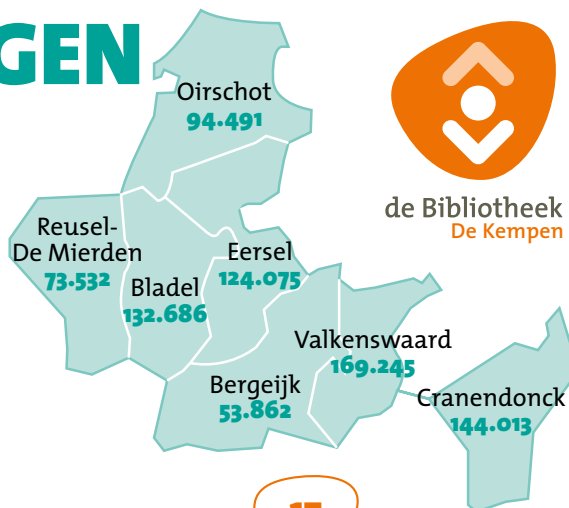 GEN
Oirschot
94.491
de Bibliotheek
De Kempen
Reusel-
De Mierden
73.532
Bladel
132.686
Eersel
124.075
Valkenswaard
169.245
Bergeijk
53.862
Cranendonck
144.013